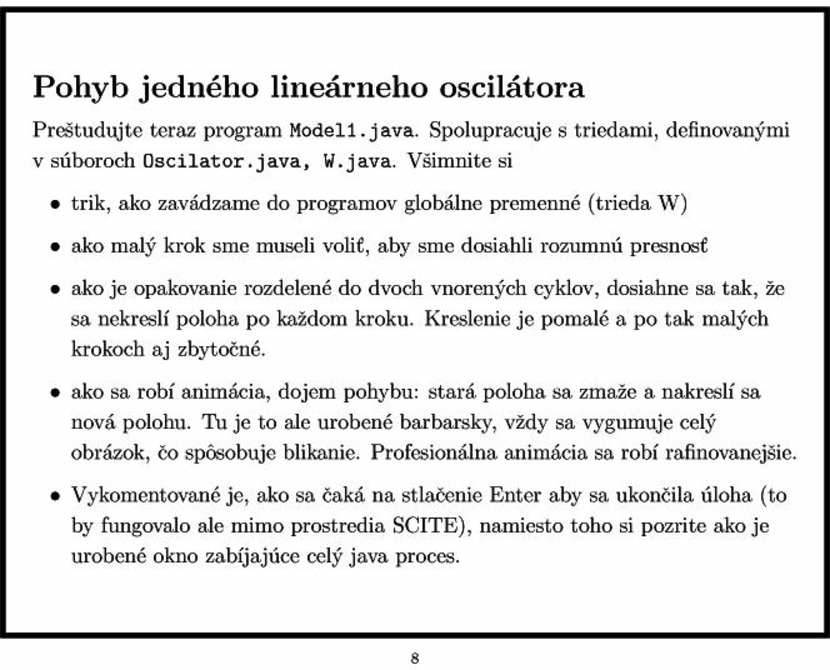 Pohyb jedného lineárneho oscilátora
Preštudujte teraz program Model1.java. Spolupracuje s triedami, definovanými
v súboroch Oscilator.java, W.java. Všimnite si
• trik, ako zavádzame do programov globálne premenné (trieda W)
• ako malý krok sme museli voliť, aby sme dosiahli rozumnú presnosť
• ako je opakovanie rozdelené do dvoch vnorených cyklov, dosiahne sa tak, že
sa nekreslí poloha po každom kroku. Kreslenie je pomalé a po tak malých
krokoch aj zbytočné.
• ako sa robí animácia, dojem pohybu: stará poloha sa zmaže a nakreslí sa
nová polohu. Tu je to ale urobené barbarsky, vždy sa vygumuje celý
obrázok, čo spôsobuje blikanie. Profesionálna animácia sa robí rafinovanejšie.
• Vykomentované je, ako sa čaká na stlačenie Enter aby sa ukončila úloha (to
by fungovalo ale mimo prostredia SCITE), namiesto toho si pozrite ako je
urobené okno zabíjajúce celý java proces.
8